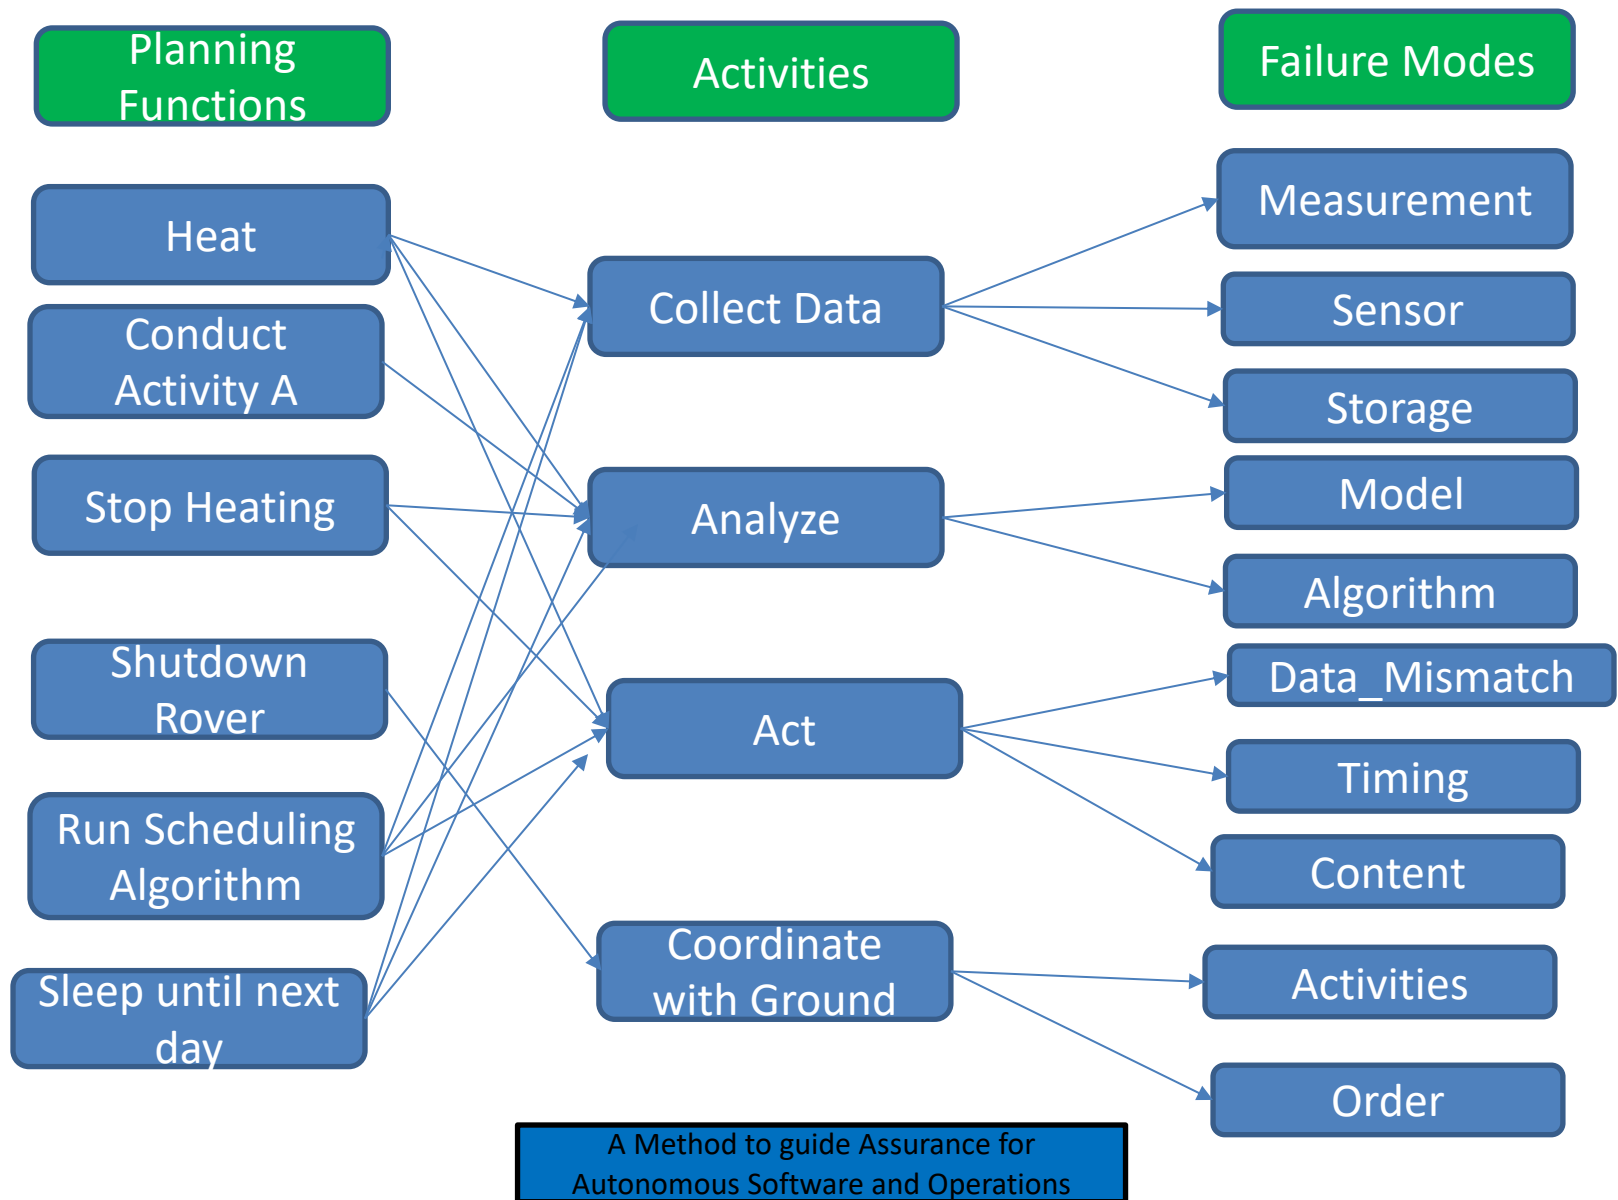 Planning
Functions
Activities
Failure Modes
Heat
Conduct
Activity A
Stop Heating
Shutdown
Rover
Run Scheduling
Algorithm
Sleep until next
day
Collect Data
Analyze
Act
Coordinate
with Ground
Measurement
Sensor
Storage
Model
Algorithm
Data_Mismatch
Timing
Content
Activities
Order
A Method to guide Assurance for
Autonomous Software and Operations